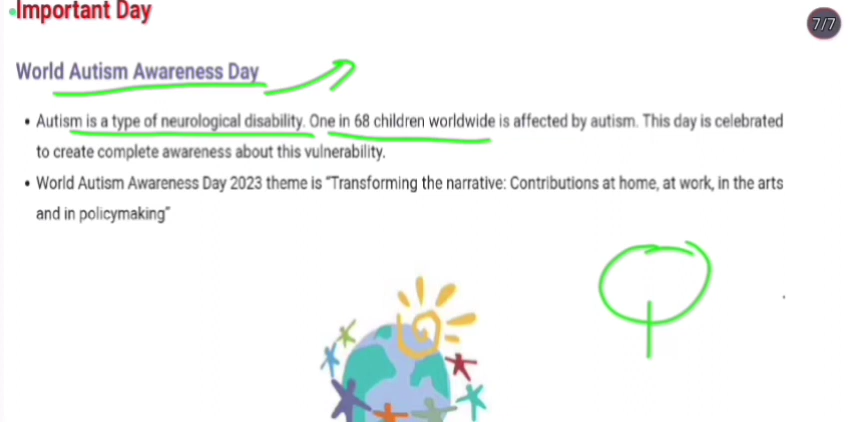 Important Day
7/7
World Autism Awareness Day
• Autism is a type of neurological disability. One in 68 children worldwide is affected by autism. This day is celebrated
to create complete awareness about this vulnerability.
• World Autism Awareness Day 2023 theme is "Transforming the narrative: Contributions at home, at work, in the arts
and in policymaking"